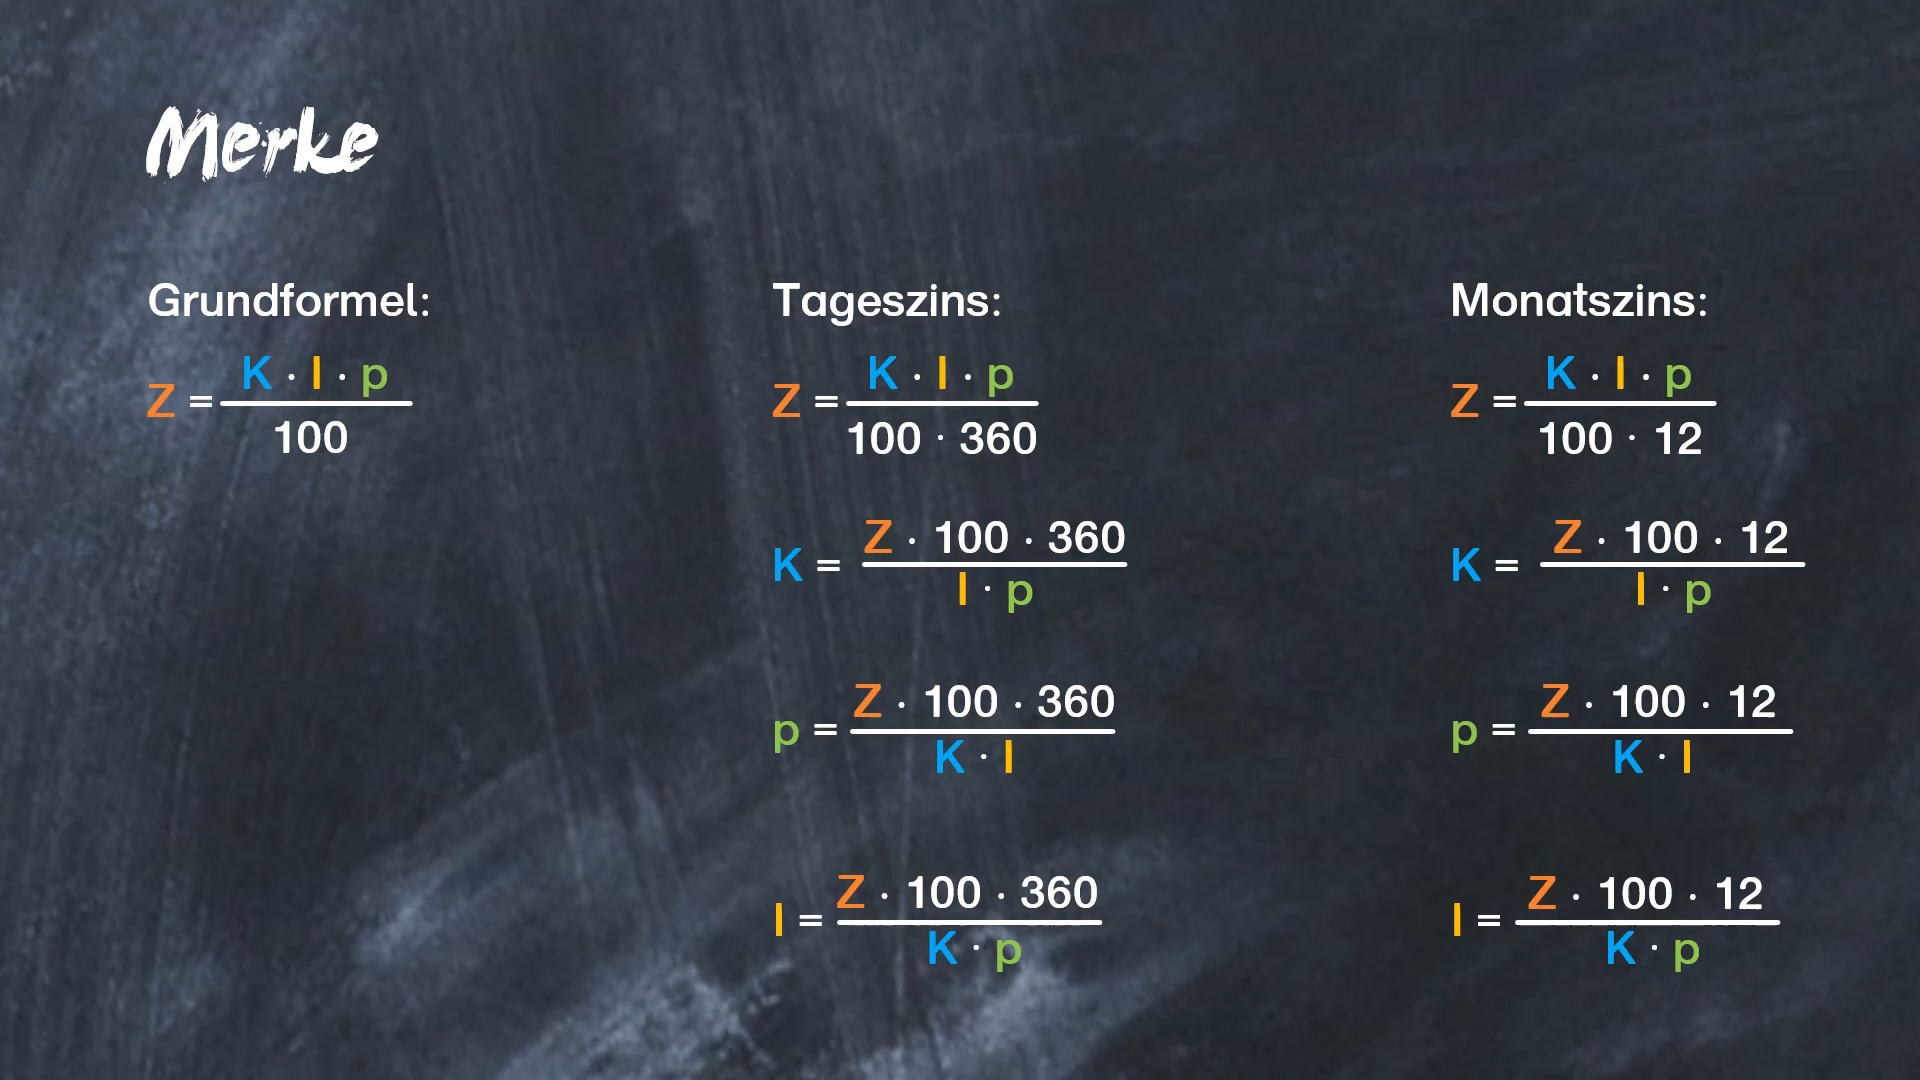 Merke
Grundformel:
Z = K · I · p
100
Tageszins:
Z = K · I · p
100 · 360
K = Z · 100 · 360
I · p
p = Z · 100 · 360
K · I
I = Z · 100 · 360
K · p
Monatszins:
Z = K · I · p
100 · 12
K = Z · 100 · 12
I · p
p = Z · 100 · 12
K · I
I = Z · 100 · 12
K · p